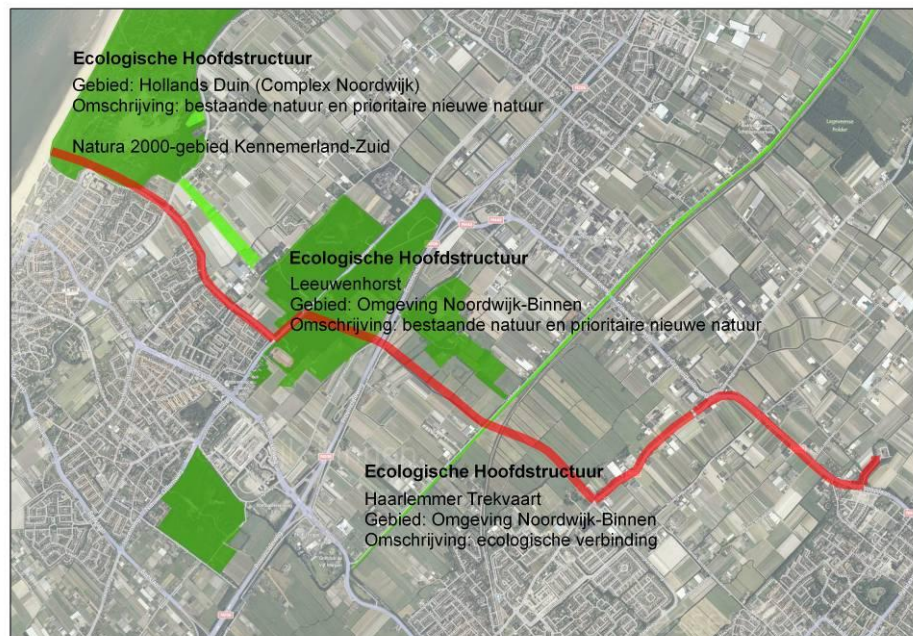 Ecologische Hoofdstructuur
Gebied: Hollands Duin (Complex Noordwijk)
Omschrijving: bestaande natuur en prioritaire nieuwe natuur
Natura 2000-gebied Kennemerland-Zuid
Ecologische Hoofdstructuur
Leeuwenhorst
Gebied: Omgeving Noordwijk-Binnen
Omschrijving: bestaande natuur en prioritaire nieuwe natuur
Ecologische Hoofdstructuur
Haarlemmer Trekvaart
Gebied: Omgeving Noordwijk-Binnen
Omschrijving: ecologische verbinding